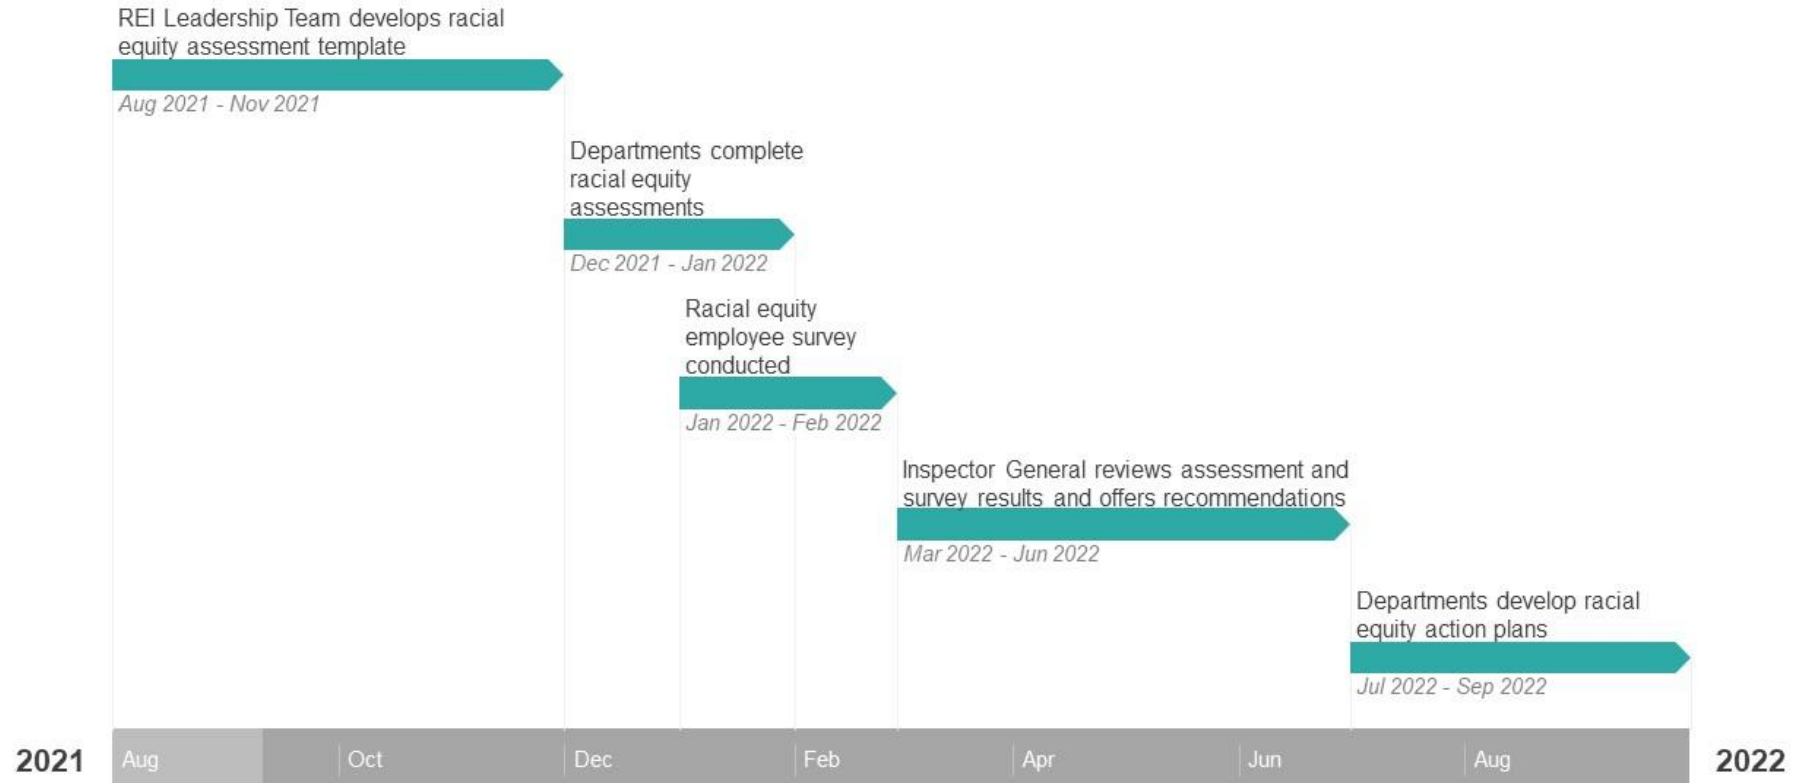 REI Leadership Team develops racial
equity assessment template
Aug 2021 - Nov 2021
Departments complete
racial equity
assessments
Dec 2021 - Jan 2022
Racial equity
employee survey
conducted
Jan 2022 - Feb 2022
Inspector General reviews assessment and
survey results and offers recommendations
Mar 2022 - Jun 2022
Departments develop racial
equity action plans
Jul 2022 - Sep 2022
2021 Aug Oct Dec Feb Apr Jun Aug 2022